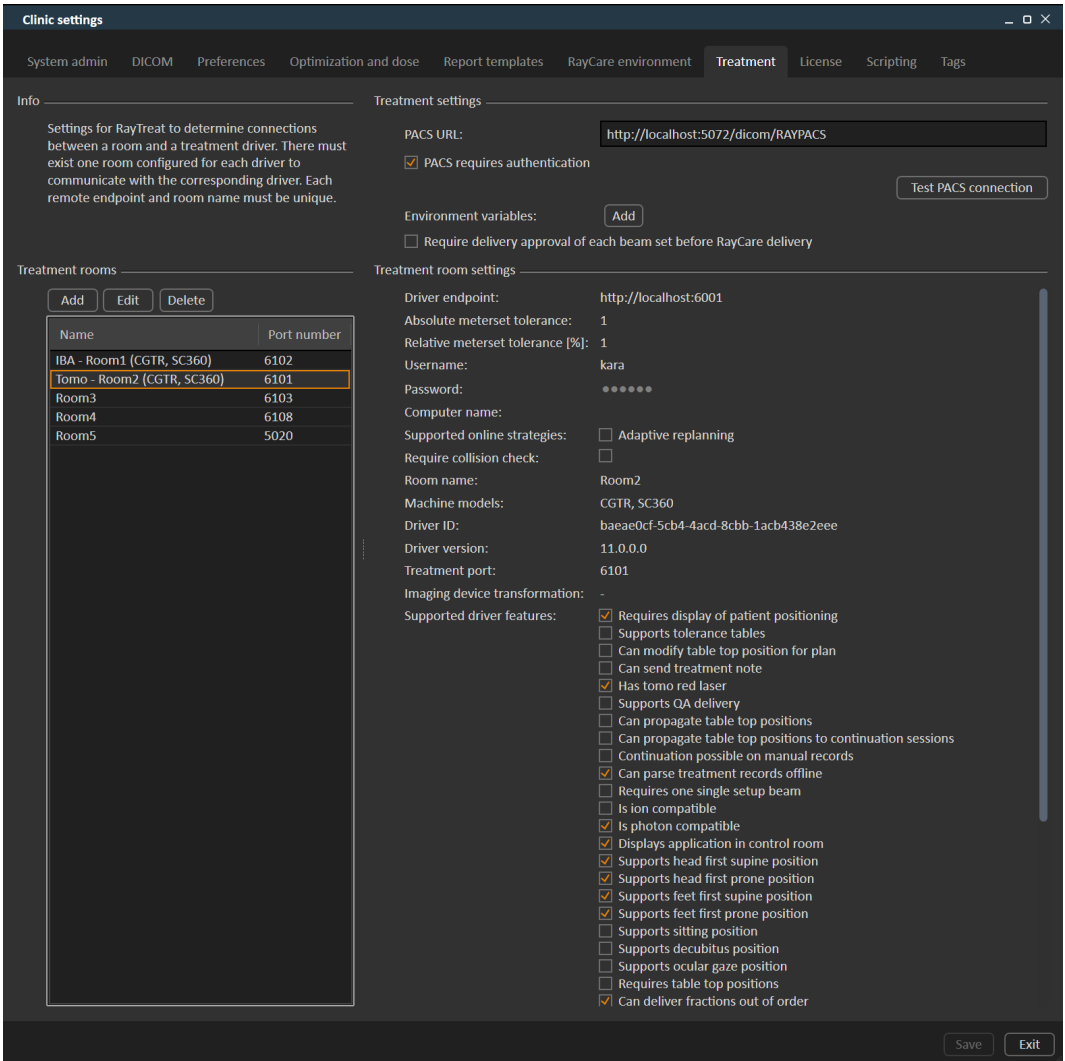 Clinic settings
System admin DICOM Preferences Optimization and dose Report templates RayCare environment Treatment License Scripting Tags
Info
Settings for RayTreat to determine connections
between a room and a treatment driver. There must
exist one room configured for each driver to
communicate with the corresponding driver. Each
remote endpoint and room name must be unique.
Treatment settings
PACS URL: http://localhost:5072/dicom/RAYPACS
PACS requires authentication
Test PACS connection
Environment variables: Add
Require delivery approval of each beam set before RayCare delivery
Treatment rooms
Add Edit Delete
Name Port number
IBA - Room1 (CGTR, SC360) 6102
Tomo - Room2 (CGTR, SC360) 6101
Room3 6103
Room4 6108
Room5 5020
Treatment room settings
Driver endpoint: http://localhost:6001
Absolute meterset tolerance: 1
Relative meterset tolerance [%]: 1
Username: kara
Password: ●●●●●●
Computer name:
Supported online strategies: Adaptive replanning
Require collision check:
Room name: Room2
Machine models: CGTR, SC360
Driver ID: baeae0cf-5cb4-4acd-8cbb-1acb438e2eee
Driver version: 11.0.0.0
Treatment port: 6101
Imaging device transformation: -
Supported driver features: Requires display of patient positioning
Supports tolerance tables
Can modify table top position for plan
Can send treatment note
Has tomo red laser
Supports QA delivery
Can propagate table top positions
Can propagate table top positions to continuation sessions
Continuation possible on manual records
Can parse treatment records offline
Requires one single setup beam
Is ion compatible
Is photon compatible
Displays application in control room
Supports head first supine position
Supports head first prone position
Supports feet first supine position
Supports feet first prone position
Supports sitting position
Supports decubitus position
Supports ocular gaze position
Requires table top positions
Can deliver fractions out of order
Save Exit